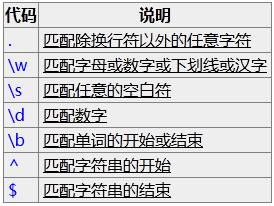 代码 说明
. 匹配除换行符以外的任意字符
\w 匹配字母或数字或下划线或汉字
\s 匹配任意的空白符
\d 匹配数字
\b 匹配单词的开始或结束
^ 匹配字符串的开始
$ 匹配字符串的结束